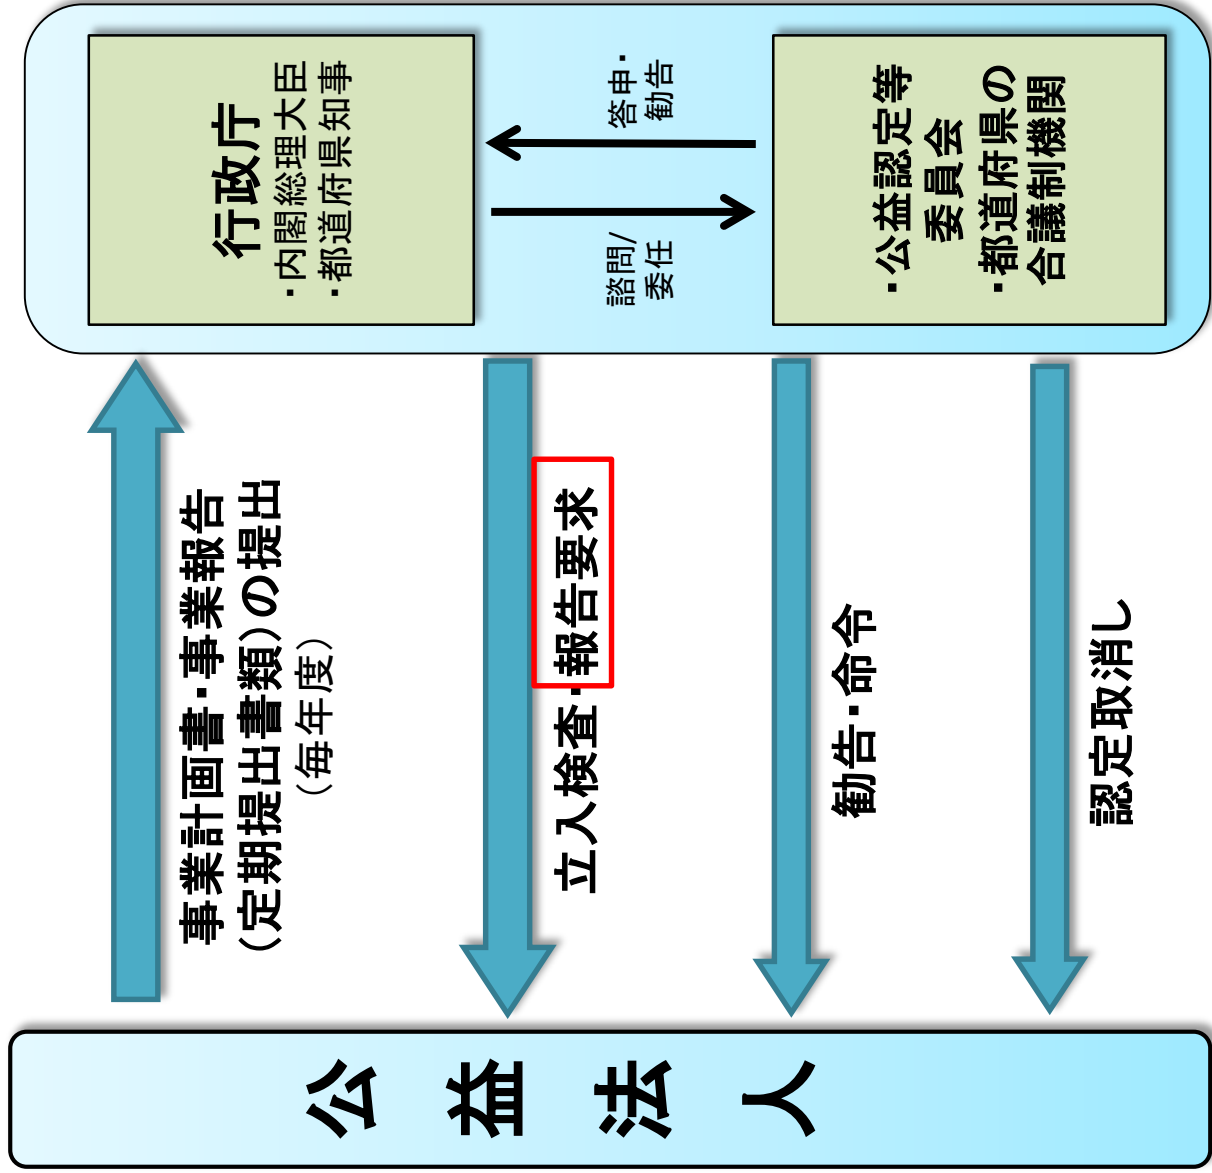 公益法人
事業計画書・事業報告
(定期提出書類)の提出
(毎年度)
立入検査・報告要求
勧告・命令
認定取消し
行政庁
・内閣総理大臣
・都道府県知事
諮問/
委任
答申・
勧告
・公益認定等
委員会
・都道府県の
合議制機関